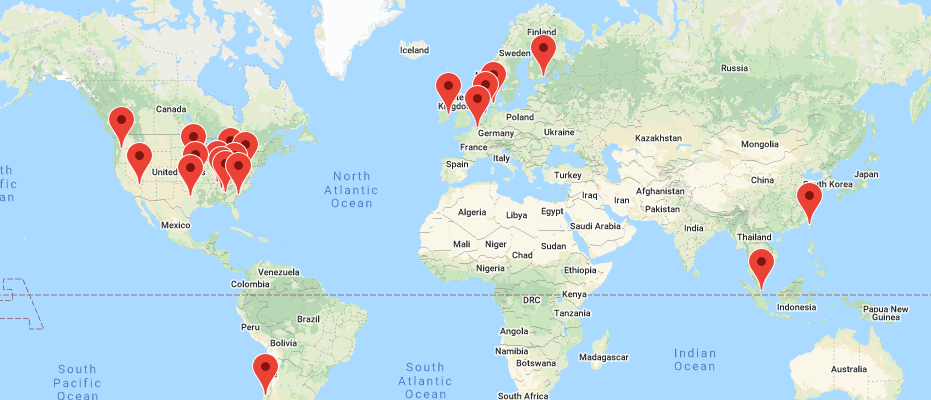 Finland
Iceland
Sweden
Russia
Canada
Kingdom
Poland
Germany
Ukraine
Kazakhstan
Mongolia
France
Italy
Spain
Turkey
Japan
South Korea
China
United
North
Atlantic
Ocean
Iraq
Iran
Afghanistan
Pakistan
Algeria
Libya
Egypt
Saudi Arabia
India
Mexico
Mali
Niger
Chad
Sudan
Thailand
Venezuela
Colombia
Nigeria
Ethiopia
DRC
Kenya
Tanzania
Indonesia
Papua New
Guinea
Peru
Brazil
Bolivia
Angola
Namibia
Botswana
Madagascar
Indian
Ocean
South
Pacific
Ocean
South
Atlantic
Ocean
Australia
South Africa